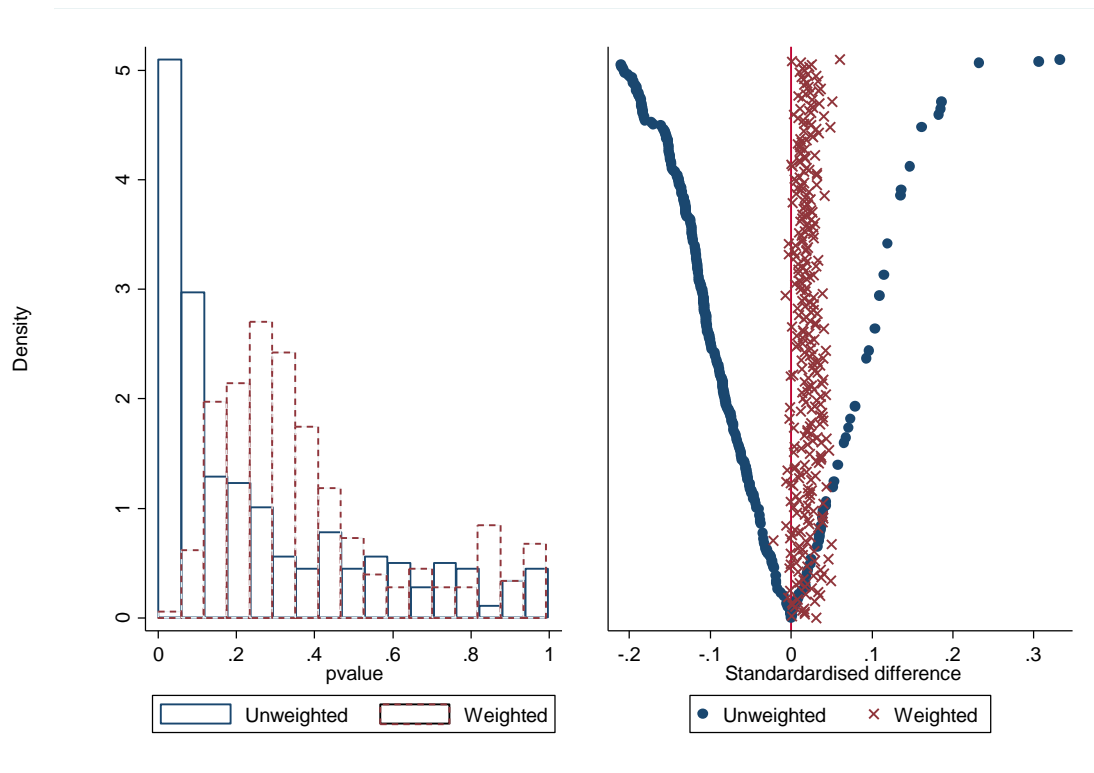 Density
5
4
3
2
1
0
0 .2 .4 .6 .8 1
pvalue
Unweighted Weighted
-.2 -.1 0 .1 .2 .3
Standardardised difference
Unweighted Weighted